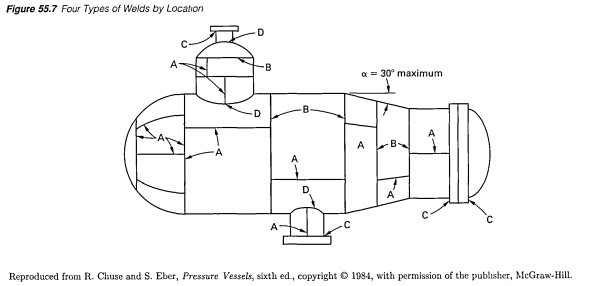 Figure 55.7 Four Types of Welds by Location
C
D
A
B
α = 30° maximum
D
B
A
A
A
A
B
A
D
A
A
C
C
C
Reproduced from R. Chuse and S. Eber, Pressure Vessels, sixth ed., copyright © 1984, with permission of the publisher, McGraw-Hill.